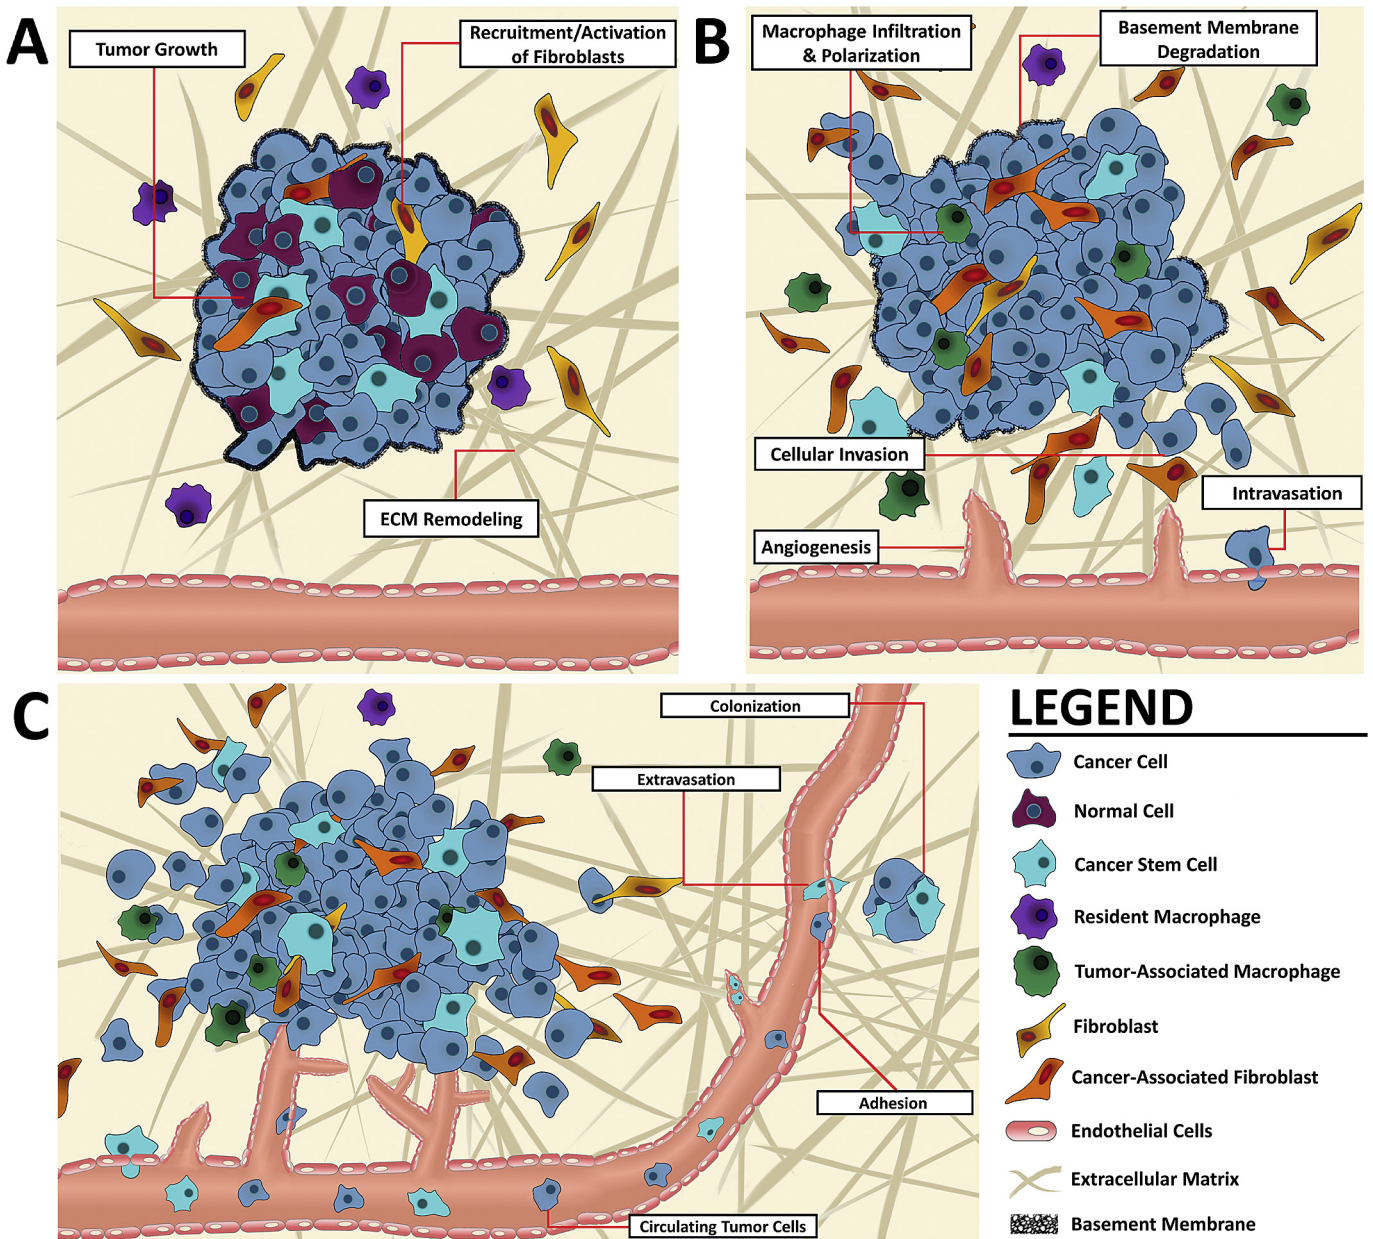 A
Tumor Growth
Recruitment/Activation
of Fibroblasts
ECM Remodeling
B
Macrophage Infiltration
& Polarization
Basement Membrane
Degradation
Cellular Invasion
Intravasation
Angiogenesis
C
Colonization
Extravasation
Adhesion
Circulating Tumor Cells
LEGEND
Cancer Cell
Normal Cell
Cancer Stem Cell
Resident Macrophage
Tumor-Associated Macrophage
Fibroblast
Cancer-Associated Fibroblast
Endothelial Cells
Extracellular Matrix
Basement Membrane